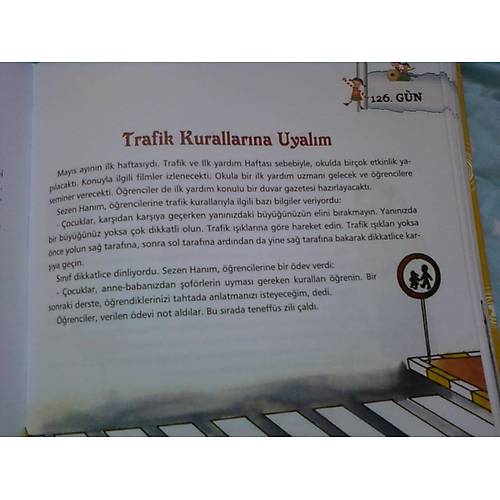 126. GÜN
Trafik Kurallarına Uyalım
Mayıs ayının ilk haftasıydı. Trafik ve İlk yardım Haftası sebebiyle, okulda birçok etkinlik ya-
pılacaktı. Konuyla ilgili filmler izlenecekti. Okula bir ilk yardım uzmanı gelecek ve öğrencilere
seminer verecekti. Öğrenciler de ilk yardım konulu bir duvar gazetesi hazırlayacaktı.
Sezen Hanım, öğrencilerine trafik kurallarıyla ilgili bazı bilgiler veriyordu:
- Çocuklar, karşıdan karşıya geçerken yanınızdaki büyüğünüzün elini bırakmayın. Yanınızda
bir büyüğünüz yoksa çok dikkatli olun. Trafik ışıklarına göre hareket edin. Trafik ışıkları yoksa
önce yolun sağ tarafına, sonra sol tarafına ardından da yine sağ tarafına bakarak dikkatlice kar-
şıya geçin.
Sınıf dikkatlice dinliyordu. Sezen Hanım, öğrencilerine bir ödev verdi:
- Çocuklar, anne-babanızdan şoförlerin uyması gereken kuralları öğrenin. Bir
sonraki derste, öğrendiklerinizi tahtada anlatmanızı isteyeceğim, dedi.
Öğrenciler, verilen ödevi not aldılar. Bu sırada teneffüs zili çaldı.